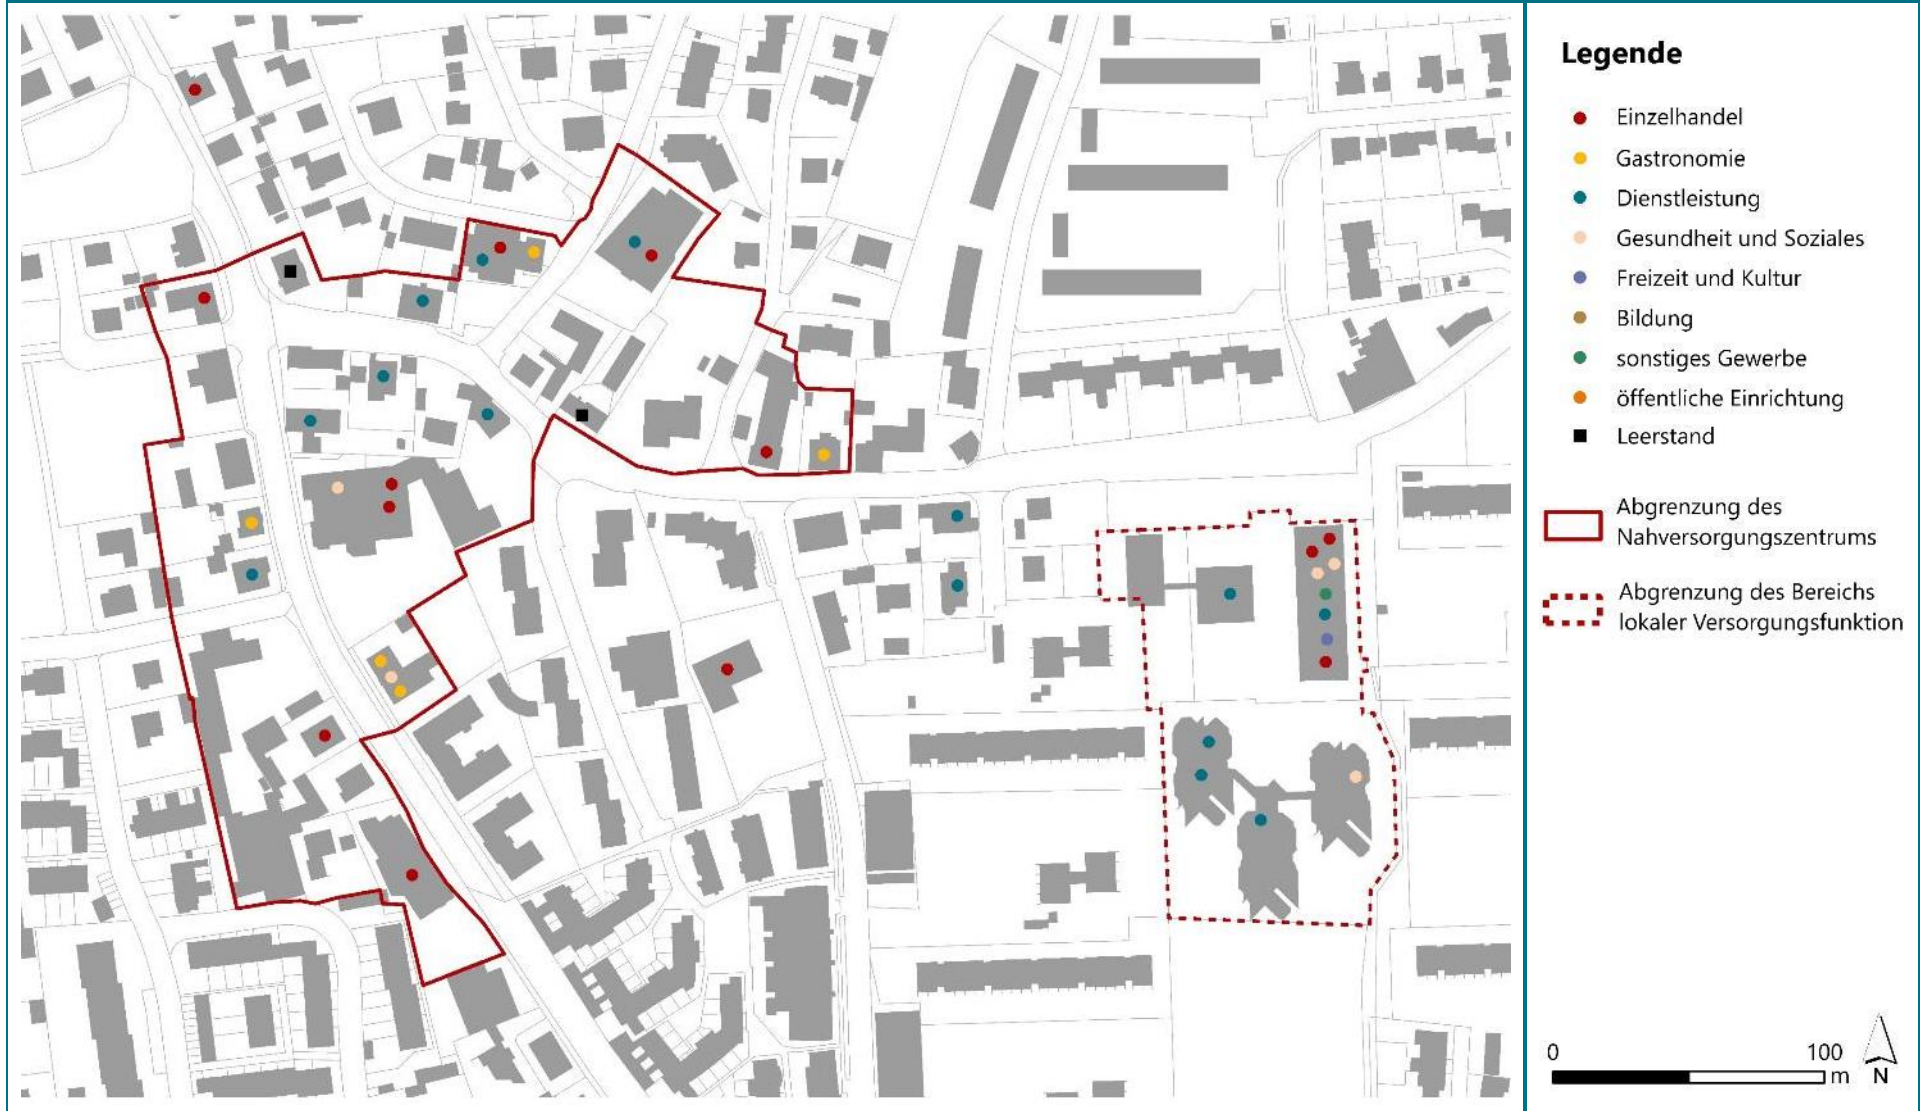 Legende
Einzelhandel
Gastronomie
Dienstleistung
Gesundheit und Soziales
Freizeit und Kultur
Bildung
sonstiges Gewerbe
öffentliche Einrichtung
Leerstand
Abgrenzung des
Nahversorgungszentrums
Abgrenzung des Bereichs
lokaler Versorgungsfunktion
0 100
m N